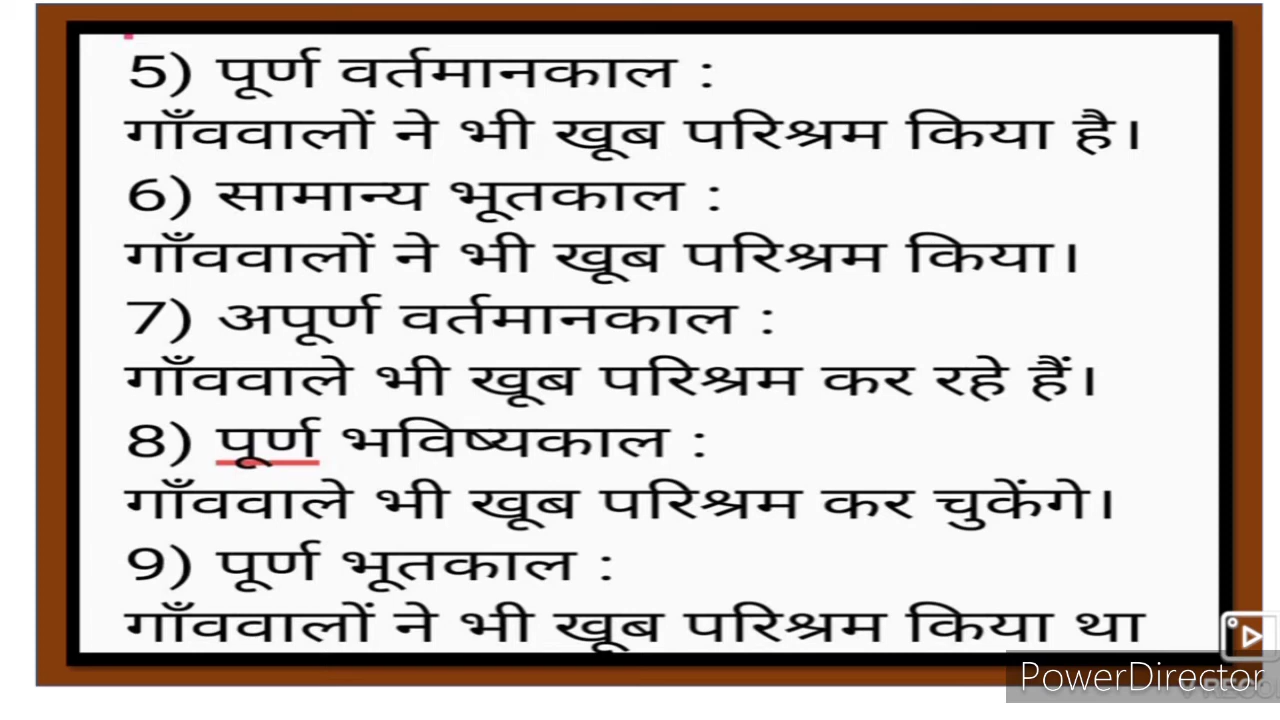 5) पूर्ण वर्तमानकाल :
गाँववालों ने भी खूब परिश्रम किया है।
6) सामान्य भूतकाल :
गाँववालों ने भी खूब परिश्रम किया।
7) अपूर्ण वर्तमानकाल :
गाँववाले भी खूब परिश्रम कर रहे हैं।
8) पूर्ण भविष्यकाल :
गाँववाले भी खूब परिश्रम कर चुकेंगे।
9) पूर्ण भूतकाल :
गाँववालों ने भी खूब परिश्रम किया था
PowerDirector